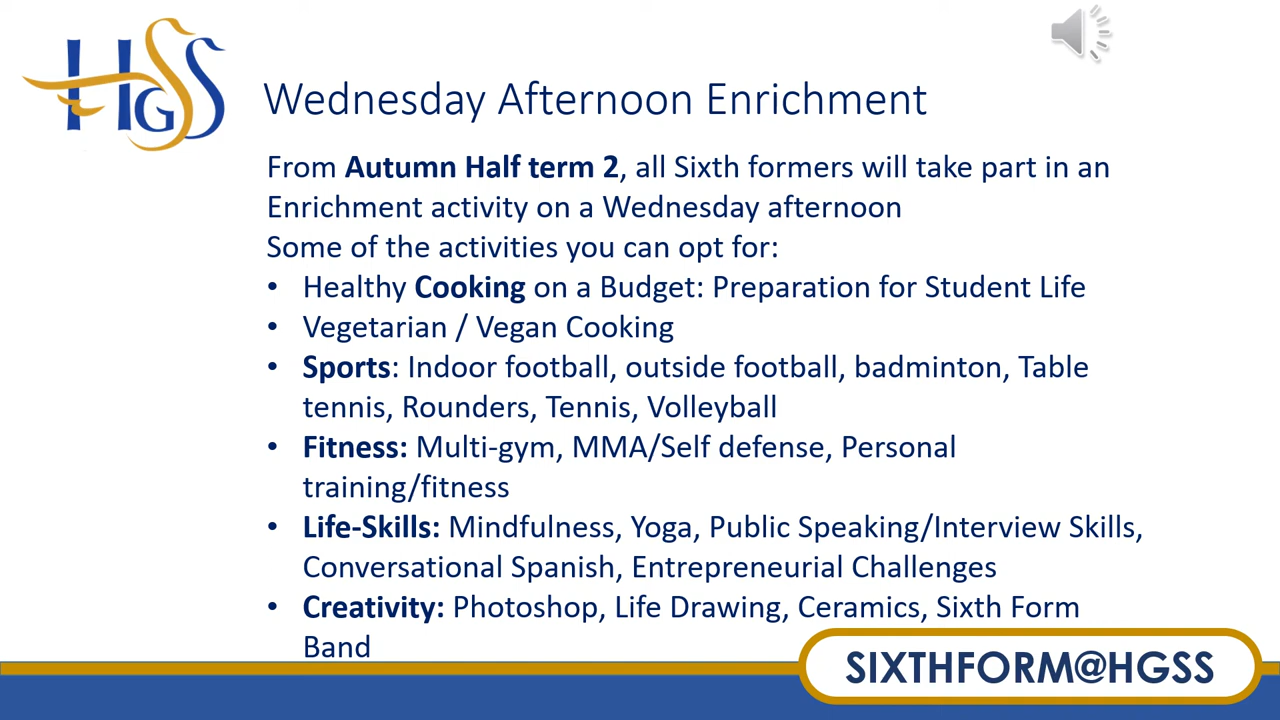 HGSS
Wednesday Afternoon Enrichment
From Autumn Half term 2, all Sixth formers will take part in an
Enrichment activity on a Wednesday afternoon
Some of the activities you can opt for:
• Healthy Cooking on a Budget: Preparation for Student Life
• Vegetarian / Vegan Cooking
• Sports: Indoor football, outside football, badminton, Table
tennis, Rounders, Tennis, Volleyball
• Fitness: Multi-gym, MMA/Self defense, Personal
training/fitness
• Life-Skills: Mindfulness, Yoga, Public Speaking/Interview Skills,
Conversational Spanish, Entrepreneurial Challenges
• Creativity: Photoshop, Life Drawing, Ceramics, Sixth Form
Band
SIXTHFORM@HGSS